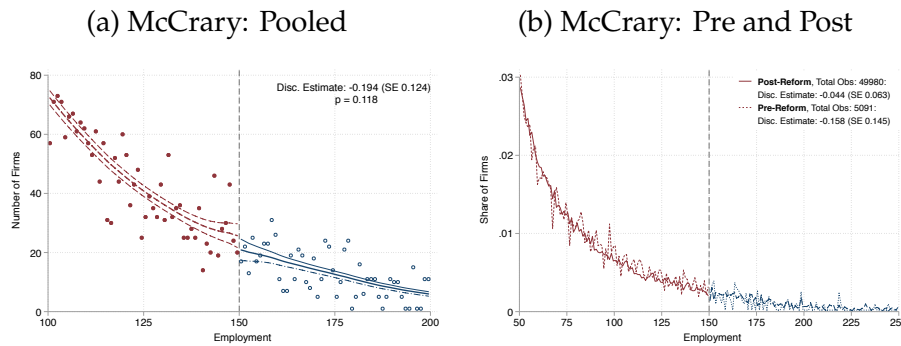 (a) McCrary: Pooled
Disc. Estimate: -0.194 (SE 0.124)
p = 0.118
Number of Firms
80
60
40
20
0
100
125
150
175
200
Employment
(b) McCrary: Pre and Post
Post-Reform, Total Obs: 49980:
Disc. Estimate: -0.044 (SE 0.063)
Pre-Reform, Total Obs: 5091:
Disc. Estimate: -0.158 (SE 0.145)
Share of Firms
.03
.02
.01
0
50
75
100
125
150
175
200
225
250
Employment